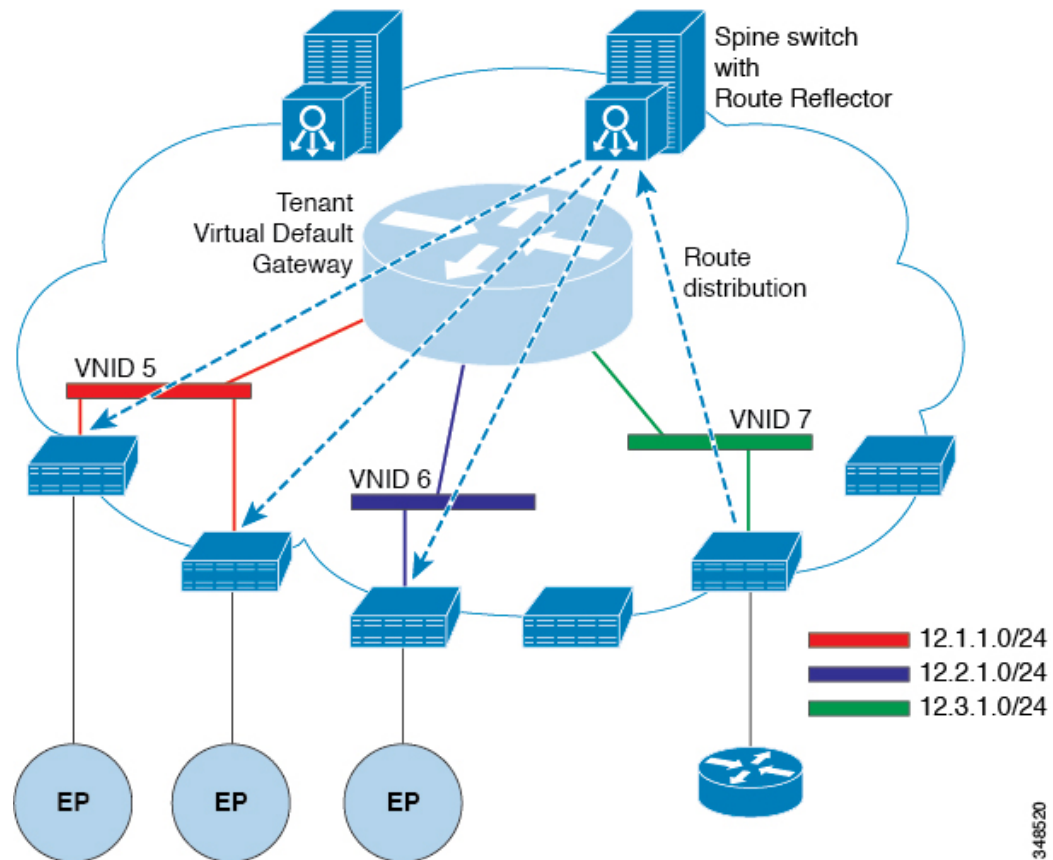 Spine switch
with
Route Reflector
Tenant
Virtual Default
Gateway
Route
distribution
VNID 5
VNID 7
VNID 6
12.1.1.0/24
12.2.1.0/24
12.3.1.0/24
EP
EP
EP
348520